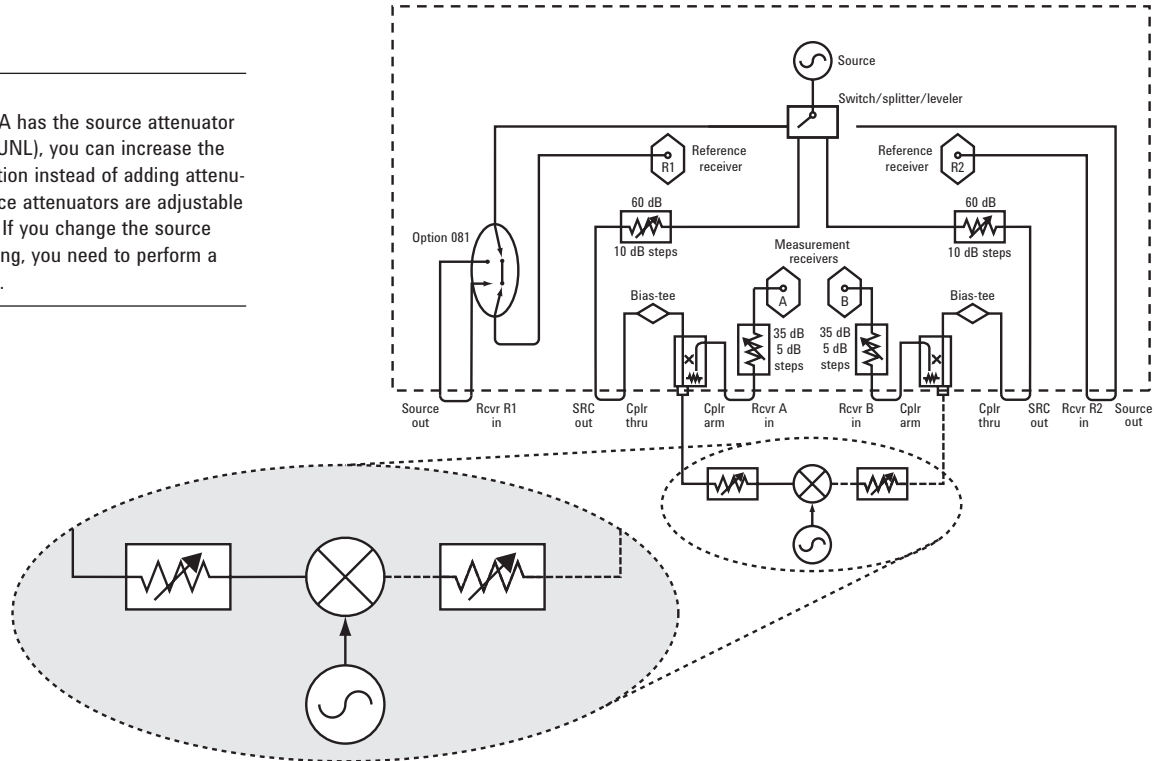 A has the source attenuator
UNL), you can increase the
tion instead of adding attenu-
ce attenuators are adjustable
If you change the source
ng, you need to perform a
.
Source
Switch/splitter/leveler
Reference
receiver
R1
Reference
receiver
R2
60 dB
10 dB steps
60 dB
10 dB steps
Option 081
Measurement
receivers
A
B
Bias-tee
Bias-tee
35 dB
5 dB
steps
35 dB
5 dB
steps
Source
out
Rcvr R1
in
SRC
out
Cplr
thru
Cplr
arm
Rcvr A
in
Rcvr B
in
Cplr
arm
Cplr
thru
SRC
out
Rcvr R2
in
Source
out